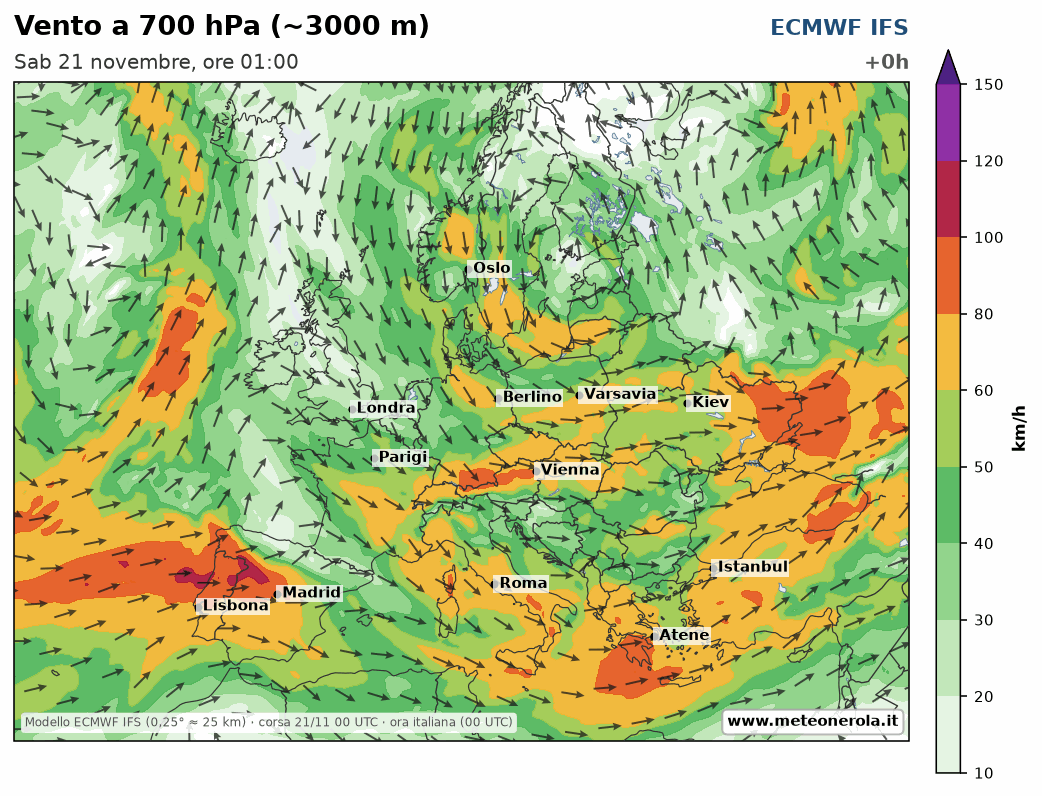 Vento a 700 hPa (~3000 m)
ECMWF IFS
Sab 21 novembre, ore 01:00
+0h
150
120
100
80
60
50
40
30
20
10
km/h
Oslo
Berlino
Varsavia
Kiev
Londra
Parigi
Vienna
Istanbul
Roma
Madrid
Lisbona
Atene
Modello ECMWF IFS (0,25° ≈ 25 km) · corsa 21/11 00 UTC · ora italiana (00 UTC)
www.meteonerola.it